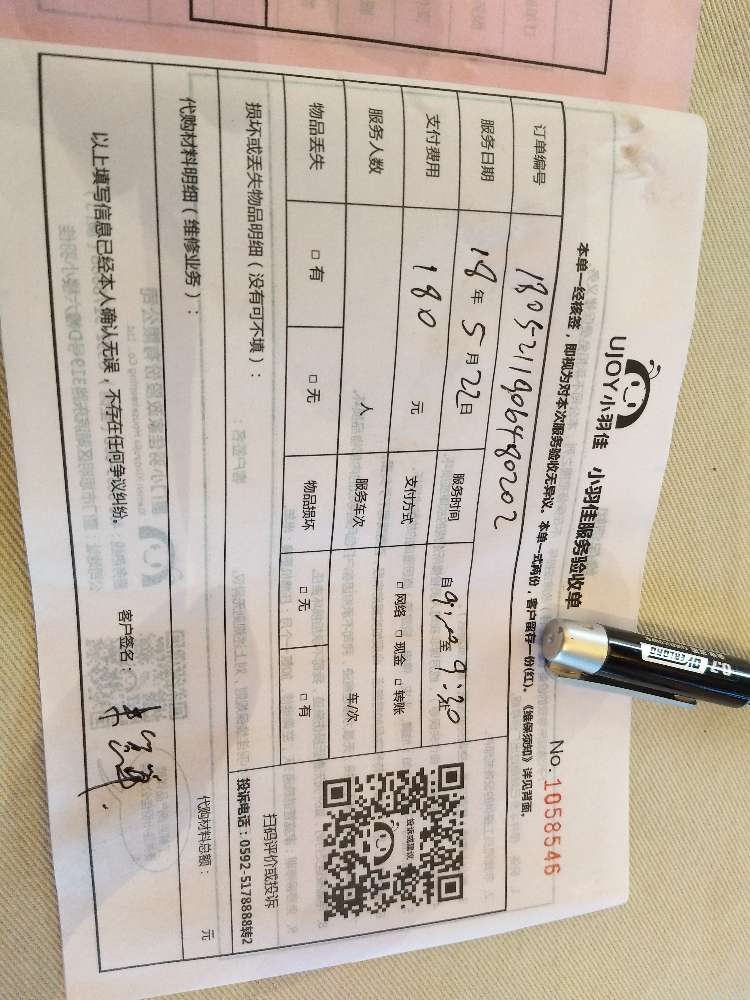 UJOY小羽佳 小羽佳服务验收单 No. 1058546
本单一经核签，即视为对本次服务验收无异议。本单一式两份，客户留存一份(红)。《维保须知》详见背面。
订单编号 1805211906480202
服务日期 18年5月22日 服务时间 自9:00至9:30
支付费用 180 元 支付方式 □网络 □现金 □转账
服务人数 人 服务车次 车/次
物品丢失 □有 □无 物品损坏 □无 □有
投诉或建议
扫码评价或投诉
投诉电话：0592-5178888转2
损坏或丢失物品明细（没有可不填）：
代购材料明细（维修业务）： 代购材料总额： 元
以上填写信息已经本人确认无误，不存在任何争议纠纷。 客户签名：